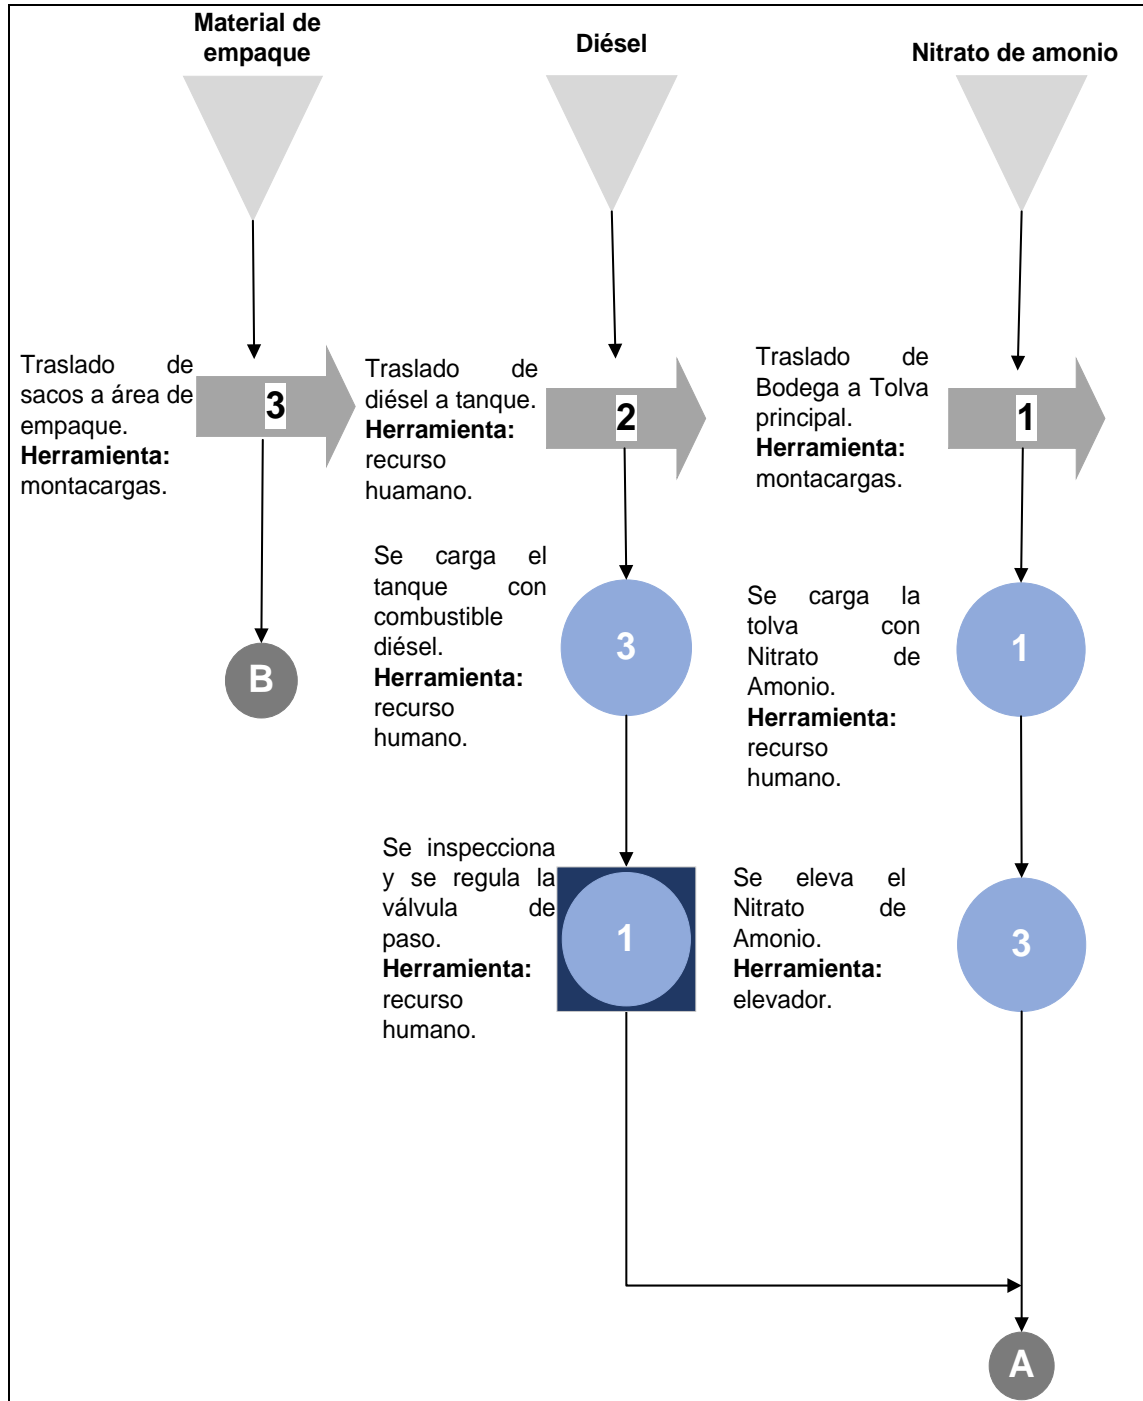 Material de
empaque
Diésel
Nitrato de amonio
Traslado de
sacos a área de
empaque.
Herramienta:
montacargas.
3
Traslado de
diésel a tanque.
Herramienta:
recurso
huamano.
2
Traslado de
Bodega a Tolva
principal.
Herramienta:
montacargas.
1
B
Se carga el
tanque con
combustible
diésel.
Herramienta:
recurso
humano.
3
Se carga la
tolva con
Nitrato de
Amonio.
Herramienta:
recurso
humano.
1
Se inspecciona
y se regula la
válvula de
paso.
Herramienta:
recurso
humano.
1
Se eleva el
Nitrato de
Amonio.
Herramienta:
elevador.
3
A